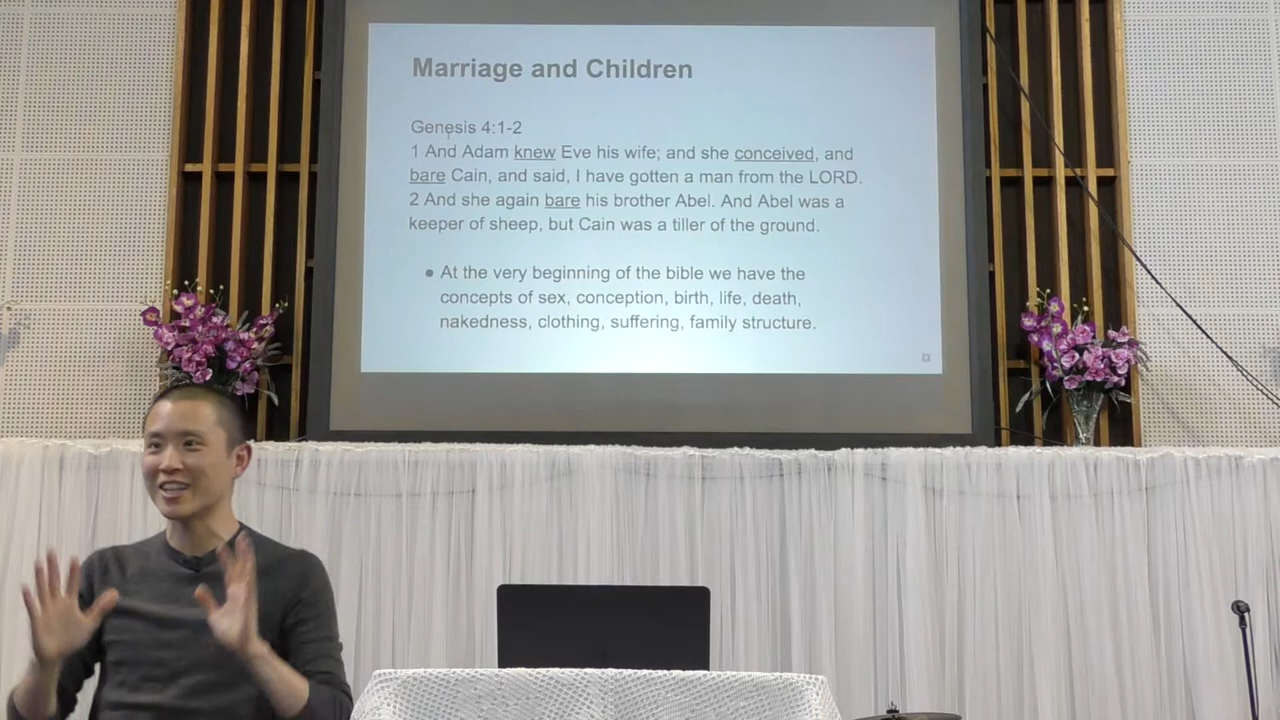 Marriage and Children
Genesis 4:1-2
1 And Adam knew Eve his wife; and she conceived, and
bare Cain, and said, I have gotten a man from the LORD.
2 And she again bare his brother Abel. And Abel was a
keeper of sheep, but Cain was a tiller of the ground.
● At the very beginning of the bible we have the
concepts of sex, conception, birth, life, death,
nakedness, clothing, suffering, family structure.